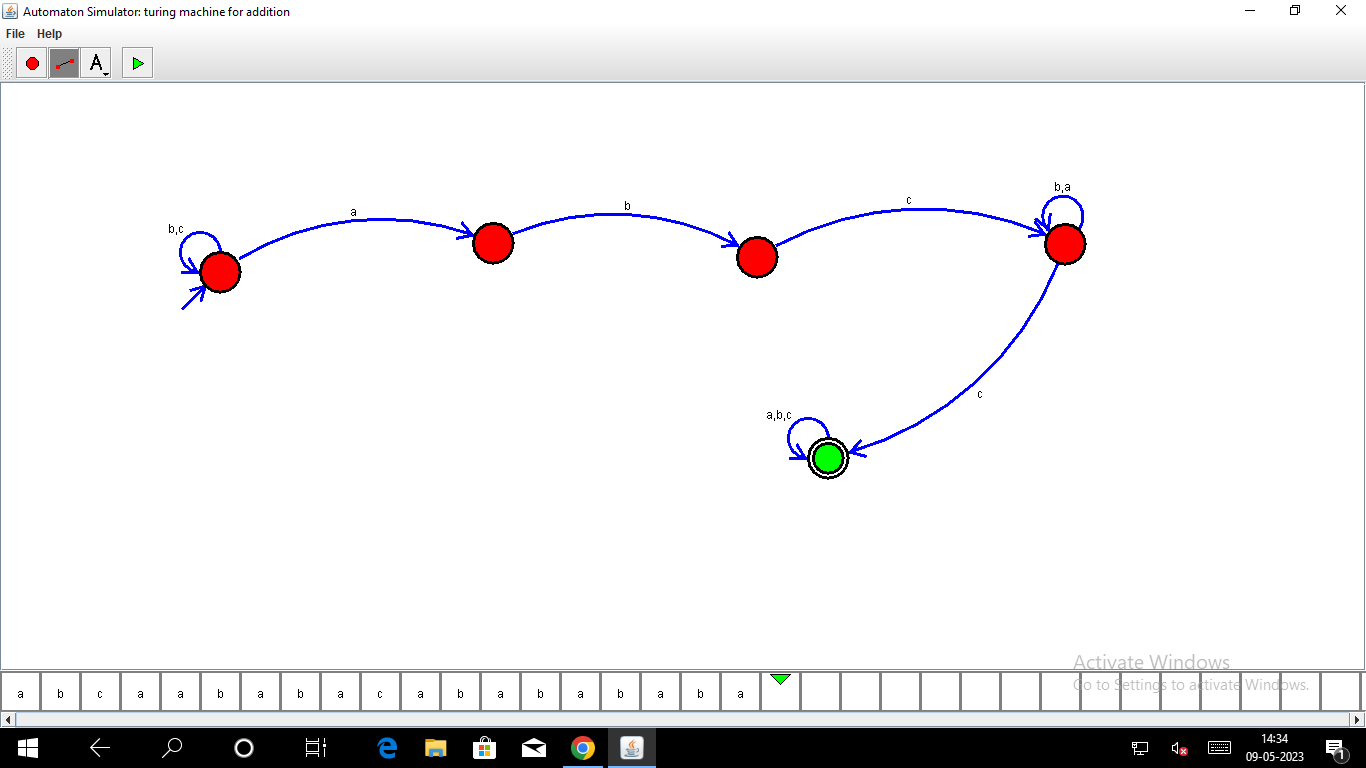 Automaton Simulator: turing machine for addition
File Help
A
b,a
c
b
a
b,c
c
a,b,c
Activate Windows
Go to Settings to activate Windows.
a b c a a b a b a c a b a b a b a b a
14:34
09-05-2023
1